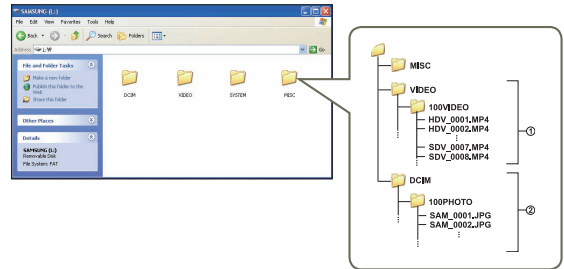 SAMSUNG (L:)
File Edit View Favorites Tools Help
Back Search Folders
Address L:₩ Go
File and Folder Tasks
Make a new folder
Publish this folder to the
Web
Share this folder
Other Places
Details
SAMSUNG (L:)
Removable Disk
File System: FAT
DCIM VIDEO SYSTEM MISC
MISC
VIDEO
100VIDEO
HDV_0001.MP4
HDV_0002.MP4
①
SDV_0007.MP4
SDV_0008.MP4
DCIM
100PHOTO
②
SAM_0001.JPG
SAM_0002.JPG